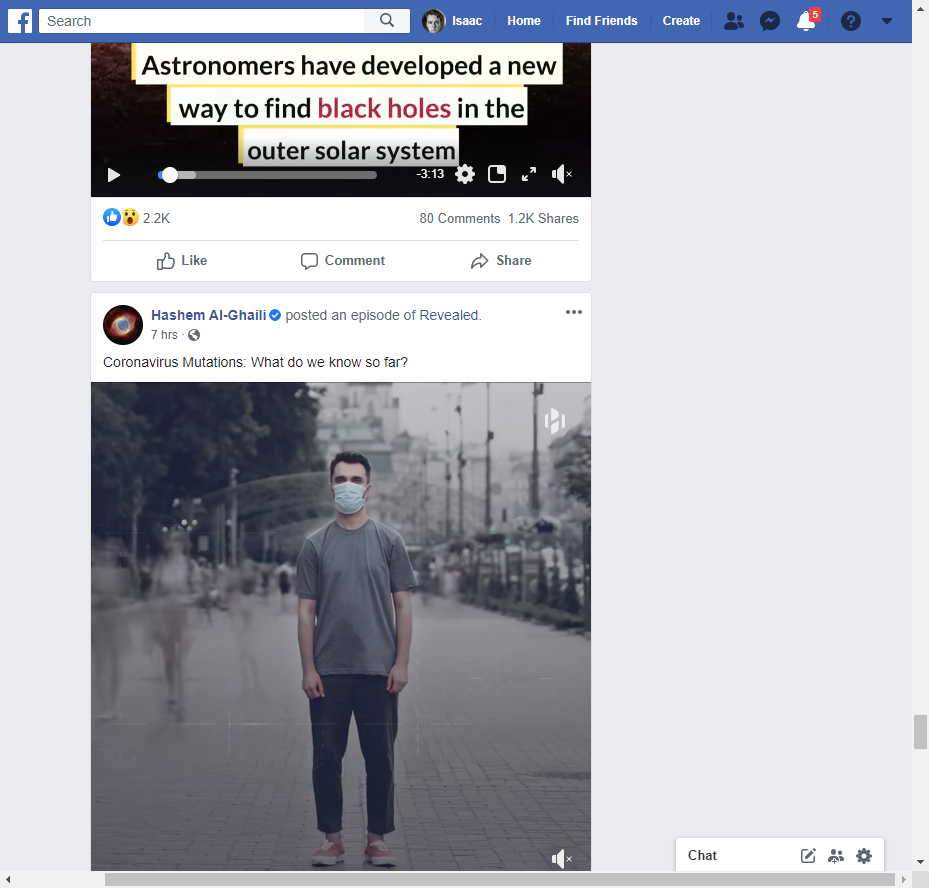 Search
Isaac
Home
Find Friends
Create
5
Astronomers have developed a new
way to find black holes in the
outer solar system
-3:13
2.2K
80 Comments 1.2K Shares
Like
Comment
Share
Hashem Al-Ghaili posted an episode of Revealed.
7 hrs ·
Coronavirus Mutations: What do we know so far?
Chat